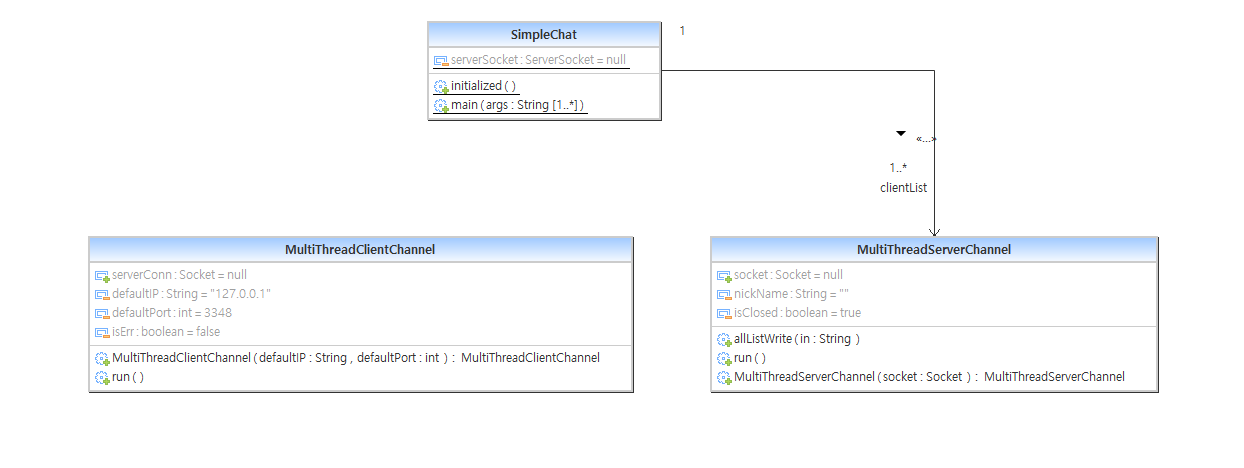 SimpleChat
1
serverSocket : ServerSocket = null
initialized ( )
main ( args : String [1..*] )
«...»
1..*
clientList
MultiThreadClientChannel
serverConn : Socket = null
defaultIP : String = "127.0.0.1"
defaultPort : int = 3348
isErr : boolean = false
MultiThreadClientChannel ( defaultIP : String , defaultPort : int ) : MultiThreadClientChannel
run ( )
MultiThreadServerChannel
socket : Socket = null
nickName : String = ""
isClosed : boolean = true
allListWrite ( in : String )
run ( )
MultiThreadServerChannel ( socket : Socket ) : MultiThreadServerChannel